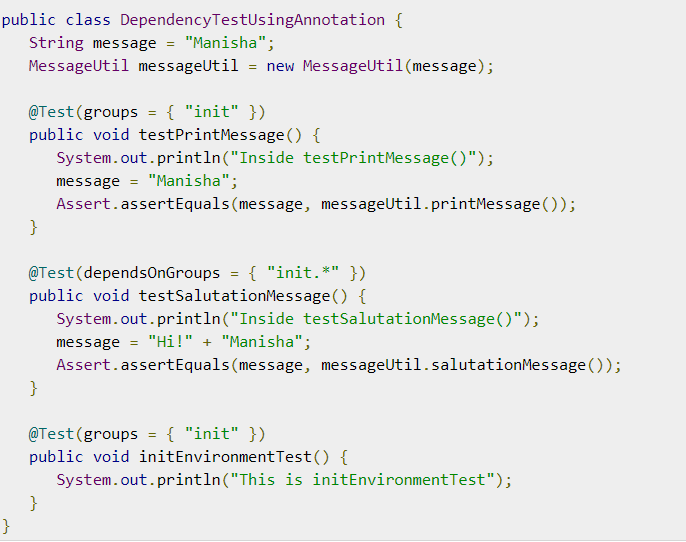 public class DependencyTestUsingAnnotation {
   String message = "Manisha";
   MessageUtil messageUtil = new MessageUtil(message);

   @Test(groups = { "init" })
   public void testPrintMessage() {
      System.out.println("Inside testPrintMessage()");
      message = "Manisha";
      Assert.assertEquals(message, messageUtil.printMessage());
   }

   @Test(dependsOnGroups = { "init.*" })
   public void testSalutationMessage() {
      System.out.println("Inside testSalutationMessage()");
      message = "Hi!" + "Manisha";
      Assert.assertEquals(message, messageUtil.salutationMessage());
   }

   @Test(groups = { "init" })
   public void initEnvironmentTest() {
      System.out.println("This is initEnvironmentTest");
   }
}